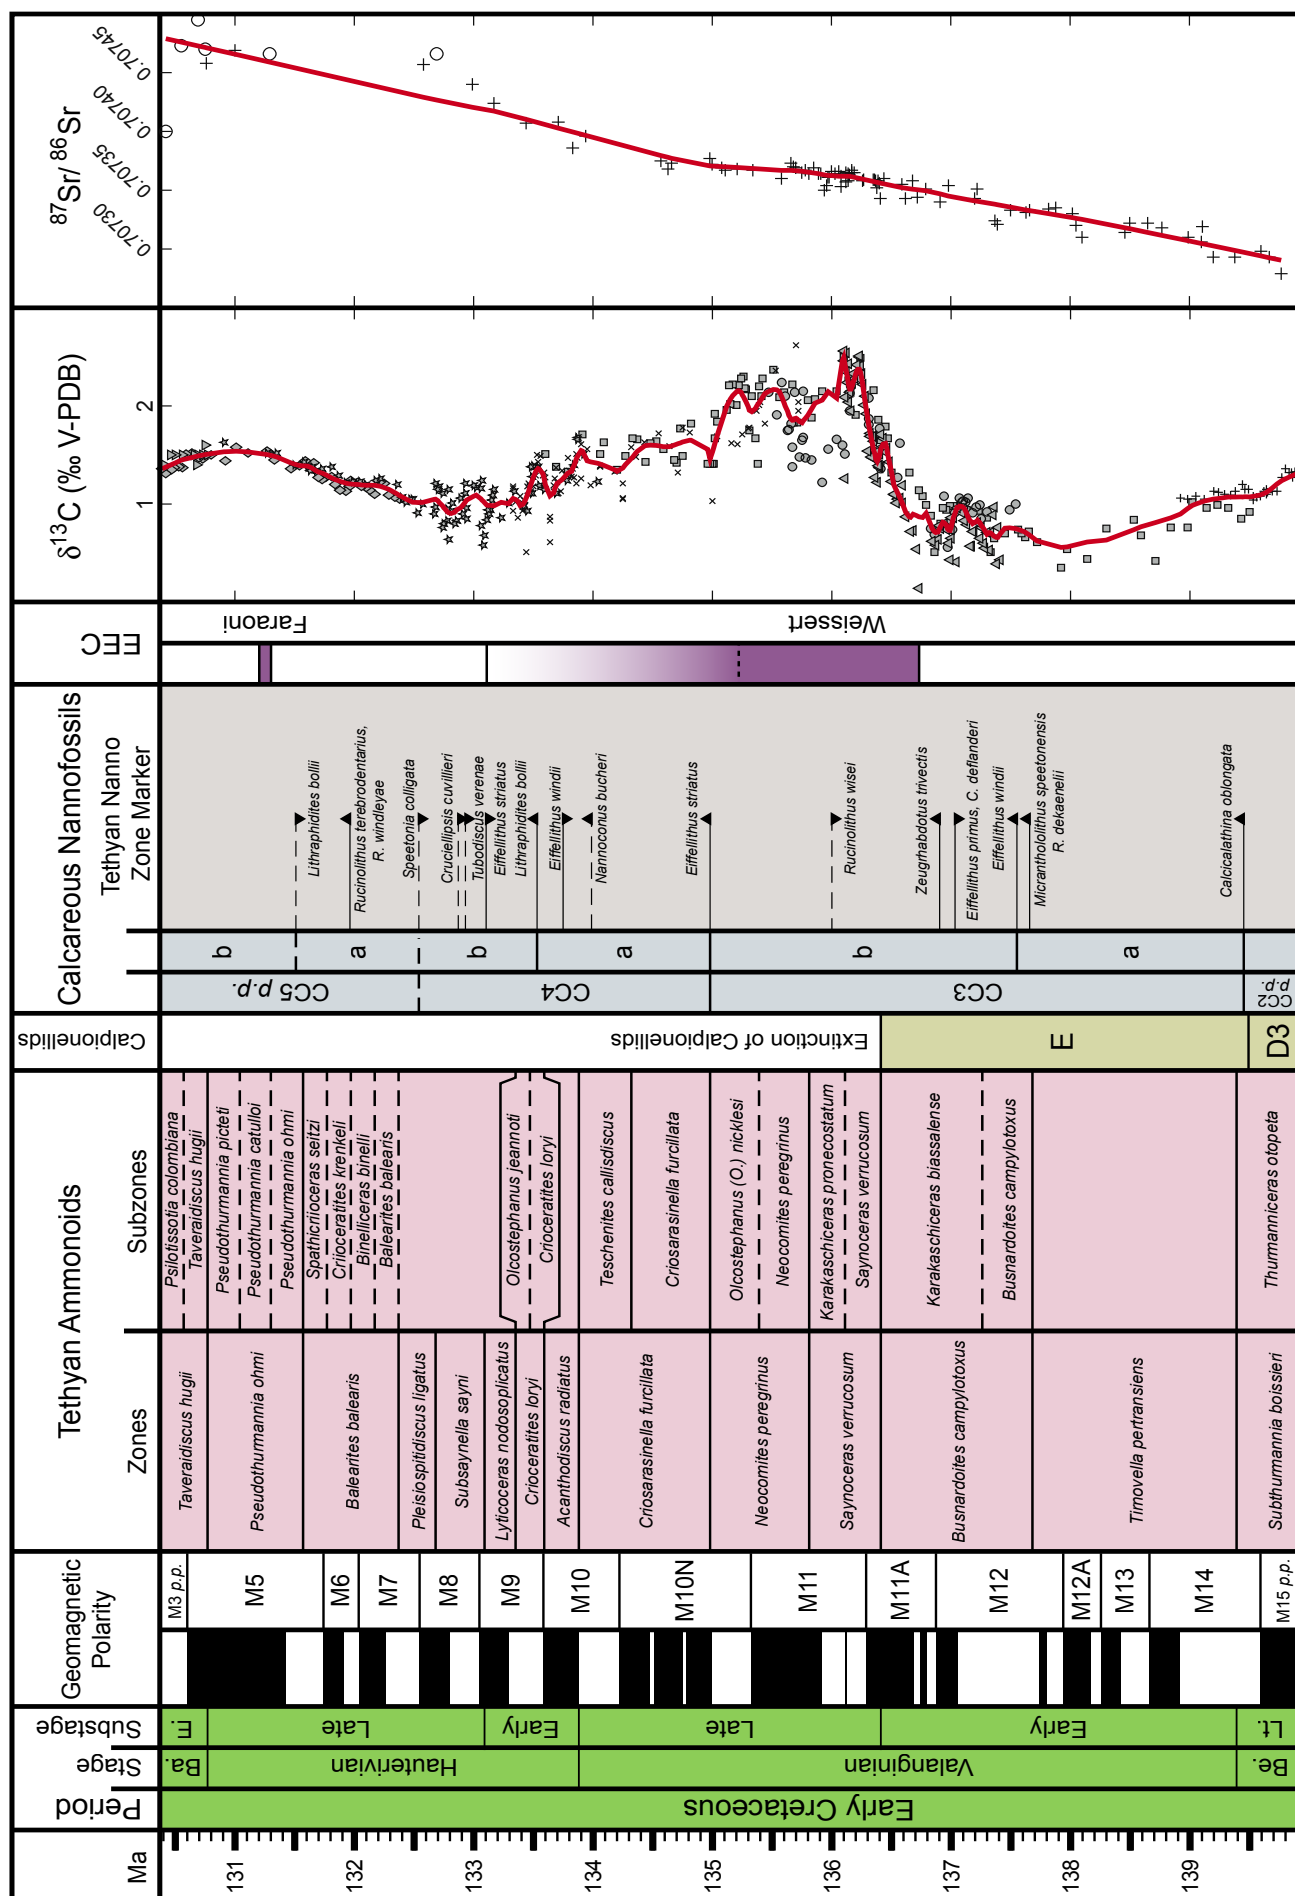 Ma
131
132
133
134
135
136
137
138
139
Period
Early Cretaceous
Stage
Ba.
Hauterivian
Valanginian
Be.
Substage
E.
Late
Early
Late
Early
Lt.
Geomagnetic
Polarity
M3 p.p.
M5
M6
M7
M8
M9
M10
M10N
M11
M11A
M12
M12A
M13
M14
M15 p.p.
Tethyan Ammonoids
Zones
Taveraidiscus hugii
Pseudothurmannia ohmi
Balearites balearis
Pleisiospitidiscus ligatus
Subsaynella sayni
Lyticoceras nodosoplicatus
Crioceratites loryi
Acanthodiscus radiatus
Criosarasinella furcillata
Neocomites peregrinus
Saynoceras verrucosum
Busnardoites campylotoxus
Tirnovella pertransiens
Subthurmannia boissieri
Subzones
Psilotissotia colombiana
Taveraidiscus hugii
Pseudothurmannia picteti
Pseudothurmannia catulloi
Pseudothurmannia ohmi
Spathicrioceras seitzi
Crioceratites krenkeli
Binelliceras binelli
Balearites balearis
Olcostephanus jeannoti
Crioceratites loryi
Teschenites callisdiscus
Criosarasinella furcillata
Olcostephanus (O.) nicklesi
Neocomites peregrinus
Karakaschiceras pronecostatum
Saynoceras verrucosum
Karakaschiceras biassalense
Busnardoites campylotoxus
Thurmanniceras otopeta
Calpionellids
Extinction of Calpionellids
E
D3
Calcareous Nannofossils
CC5 p.p.
CC4
CC3
CC2
p.p.
b
a
b
a
b
a
Tethyan Nanno
Zone Marker
Lithraphidites bollii
Rucinolithus terebrodentarius,
R. windleyae
Speetonia colligata
Cruciellipsis cuvillieri
Tubodiscus verenae
Eiffellithus striatus
Lithraphidites bollii
Eiffellithus windii
Nannoconus bucheri
Eiffellithus striatus
Rucinolithus wisei
Zeugrhabdotus trivectis
Eiffellithus primus, C. deflanderi
Eiffellithus windii
Micrantholithus speetonensis
R. dekaenelii
Calcicalathina oblongata
EEC
Faraoni
Weissert
δ13C (‰ V-PDB)
1
2
87Sr/ 86Sr
0.70730
0.70735
0.70740
0.70745